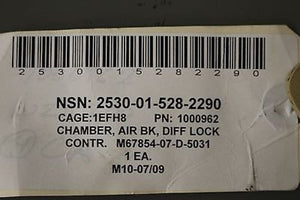 2530015282290
NSN: 2530-01-528-2290
CAGE:1EFH8 PN: 1000962
CHAMBER, AIR BK, DIFF LOCK
CONTR. M67854-07-D-5031
1 EA.
M10-07/09